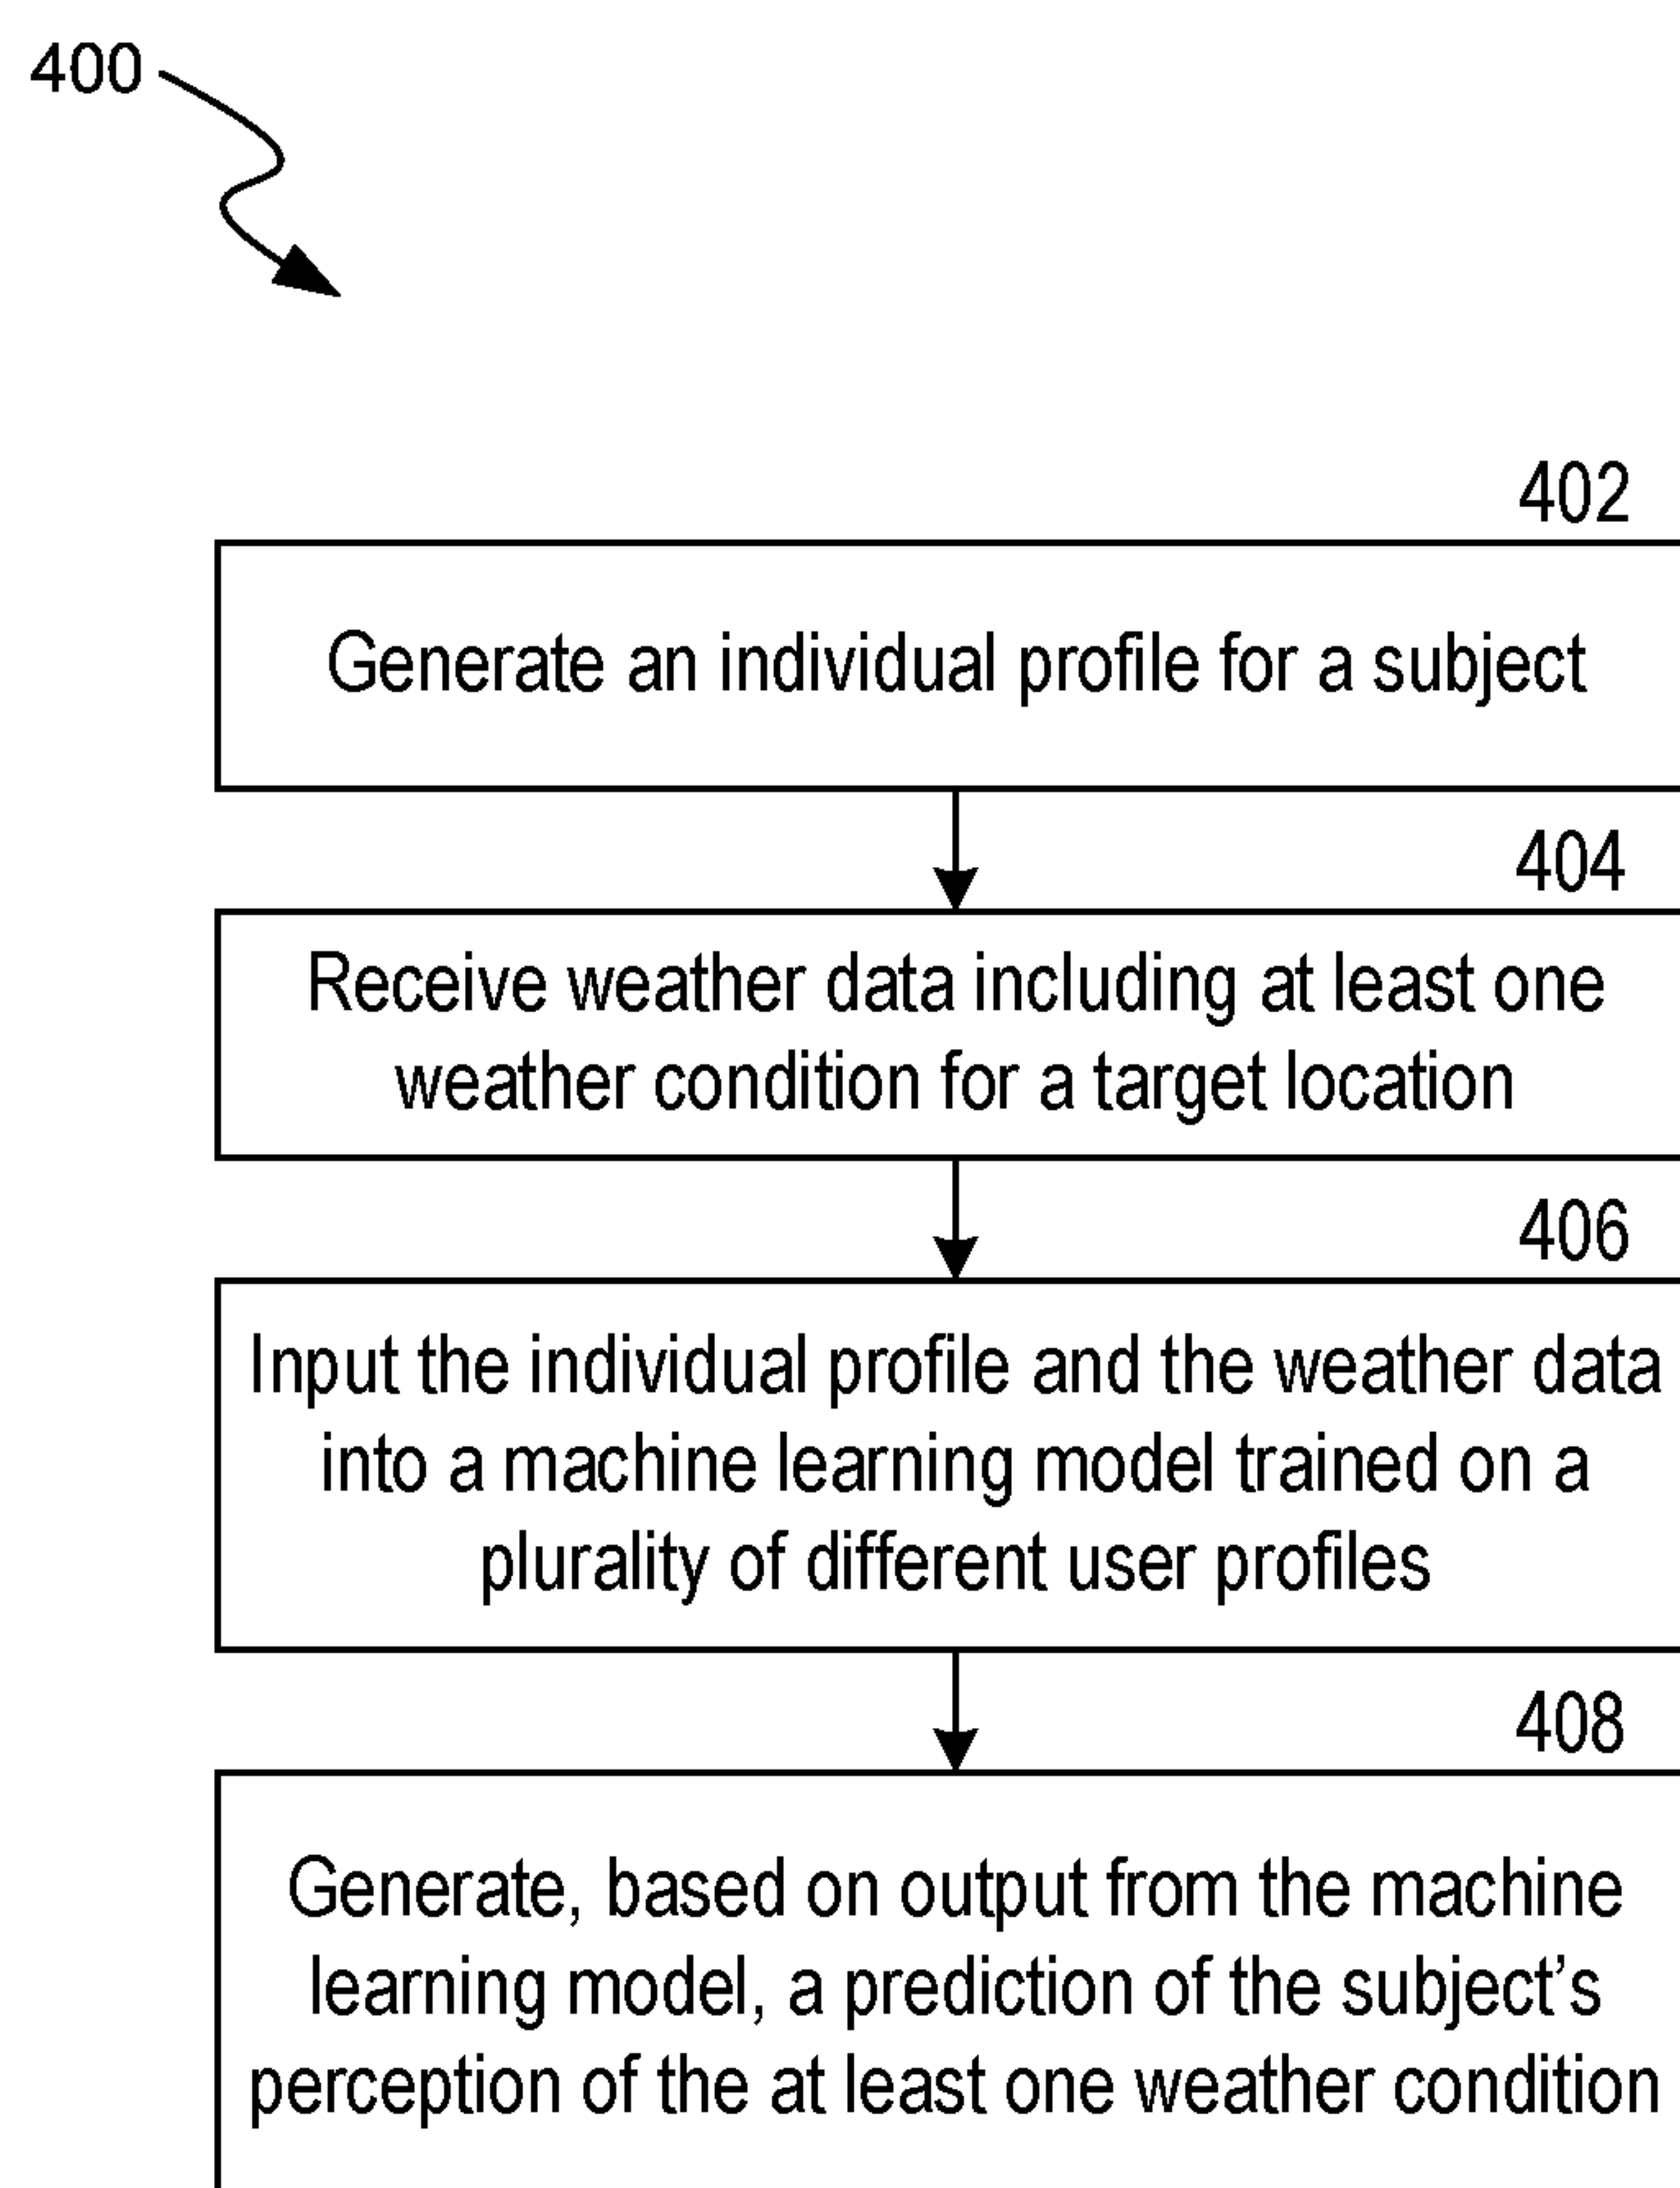 400
402
Generate an individual profile for a subject
404
Receive weather data including at least one
weather condition for a target location
406
Input the individual profile and the weather data
into a machine learning model trained on a
plurality of different user profiles
408
Generate, based on output from the machine
learning model, a prediction of the subject’s
perception of the at least one weather condition